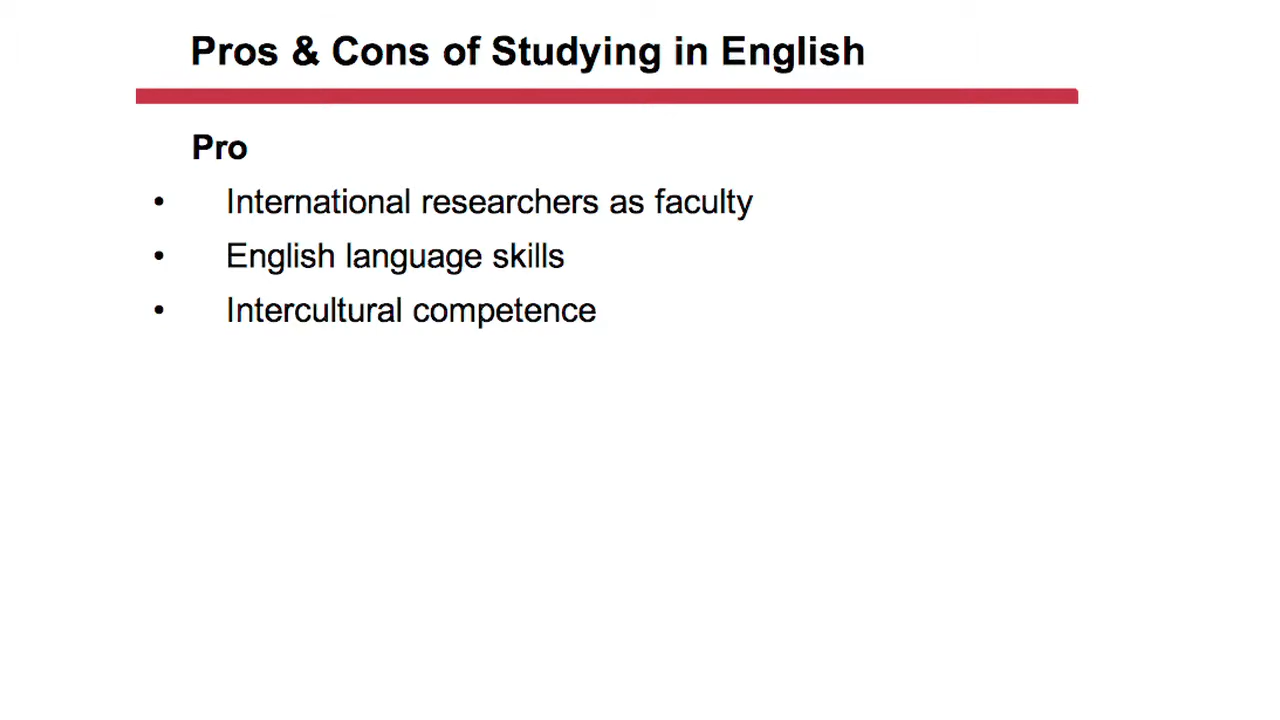 Pros & Cons of Studying in English
Pro
• International researchers as faculty
• English language skills
• Intercultural competence